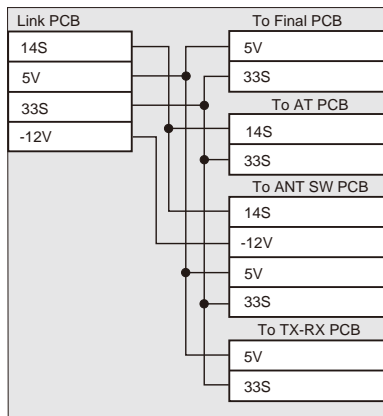 Link PCB
14S
5V
33S
-12V
To Final PCB
5V
33S
To AT PCB
14S
33S
To ANT SW PCB
14S
-12V
5V
33S
To TX-RX PCB
5V
33S